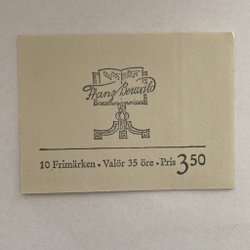 Franz Berwald
10 Frimärken • Valör 35 öre • Pris 3 50